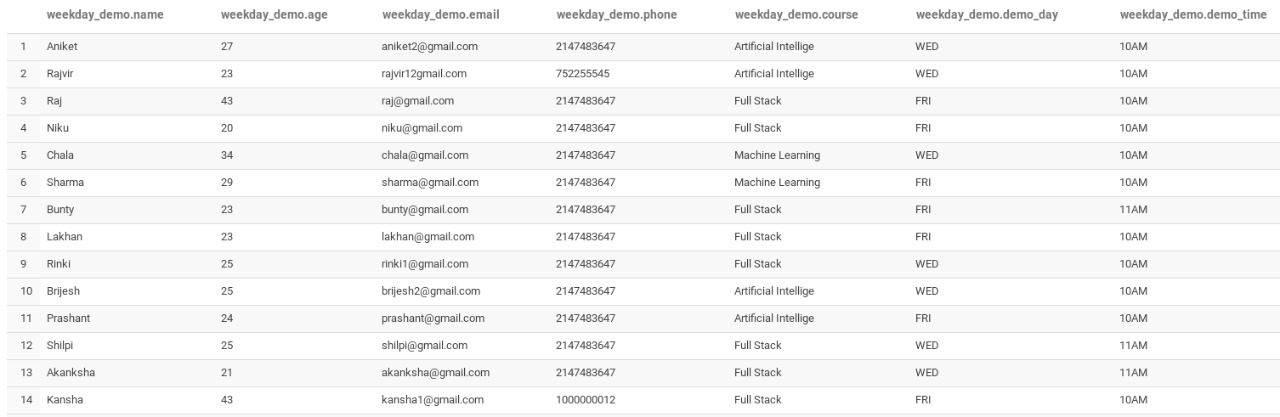 weekday_demo.name weekday_demo.age weekday_demo.email weekday_demo.phone weekday_demo.course weekday_demo.demo_day weekday_demo.demo_time
1 Aniket 27 aniket2@gmail.com 2147483647 Artificial Intellige WED 10AM
2 Rajvir 23 rajvir12gmail.com 752255545 Artificial Intellige WED 10AM
3 Raj 43 raj@gmail.com 2147483647 Full Stack FRI 10AM
4 Niku 20 niku@gmail.com 2147483647 Full Stack FRI 10AM
5 Chala 34 chala@gmail.com 2147483647 Machine Learning WED 10AM
6 Sharma 29 sharma@gmail.com 2147483647 Machine Learning FRI 10AM
7 Bunty 23 bunty@gmail.com 2147483647 Full Stack FRI 11AM
8 Lakhan 23 lakhan@gmail.com 2147483647 Full Stack FRI 10AM
9 Rinki 25 rinki1@gmail.com 2147483647 Full Stack WED 10AM
10 Brijesh 25 brijesh2@gmail.com 2147483647 Artificial Intellige WED 10AM
11 Prashant 24 prashant@gmail.com 2147483647 Artificial Intellige FRI 10AM
12 Shilpi 25 shilpi@gmail.com 2147483647 Full Stack WED 11AM
13 Akanksha 21 akanksha@gmail.com 2147483647 Full Stack WED 11AM
14 Kansha 43 kansha1@gmail.com 1000000012 Full Stack FRI 10AM